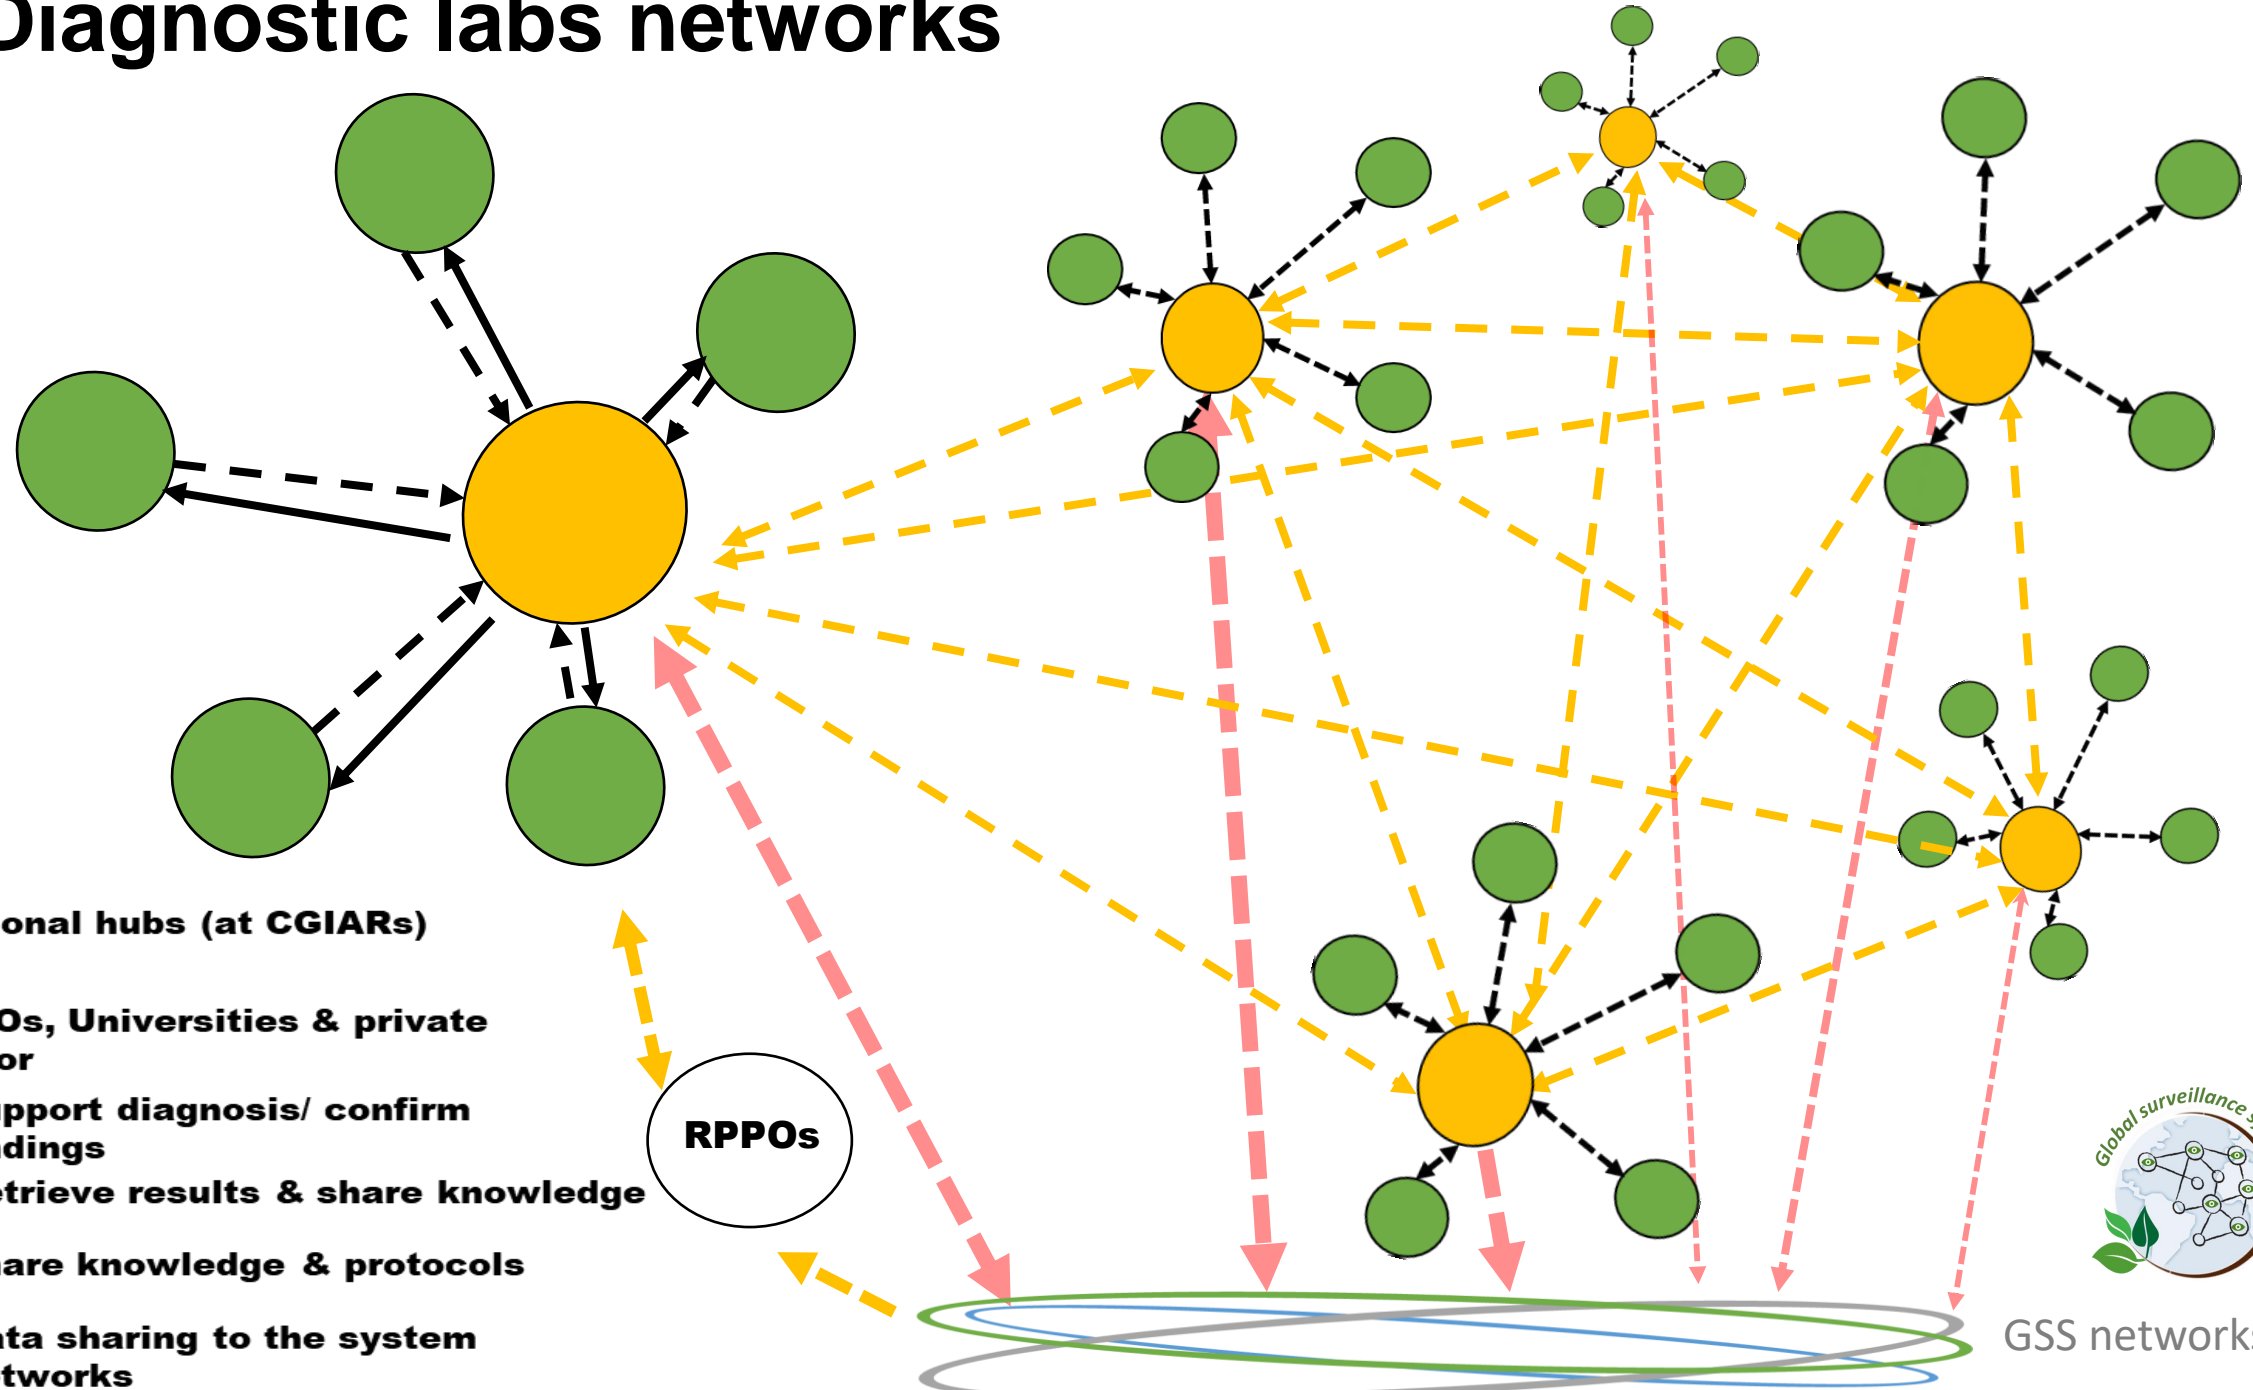 Diagnostic labs networks
onal hubs (at CGIARs)
Os, Universities & private
or
pport diagnosis/ confirm
dings
etrieve results & share knowledge
RPPOs
are knowledge & protocols
ta sharing to the system
tworks
Global surveillance s
GSS networks